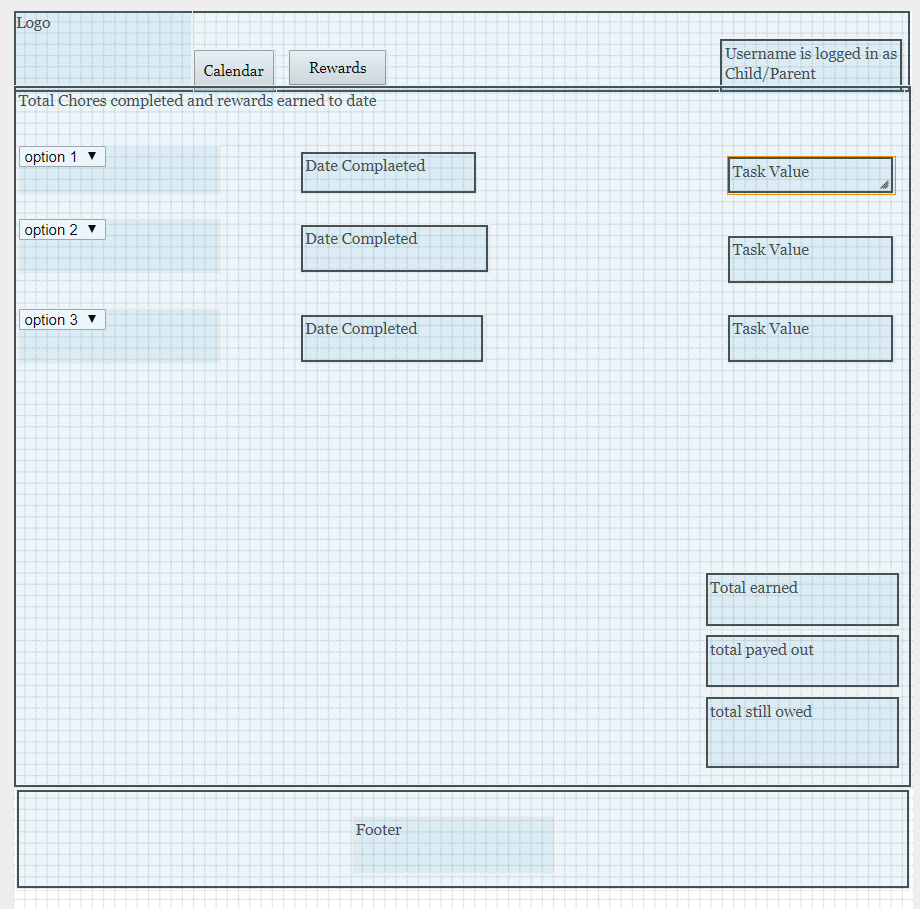 Logo
Calendar
Rewards
Username is logged in as
Child/Parent
Total Chores completed and rewards earned to date
option 1
Date Complaeted
Task Value
option 2
Date Completed
Task Value
option 3
Date Completed
Task Value
Total earned
total payed out
total still owed
Footer